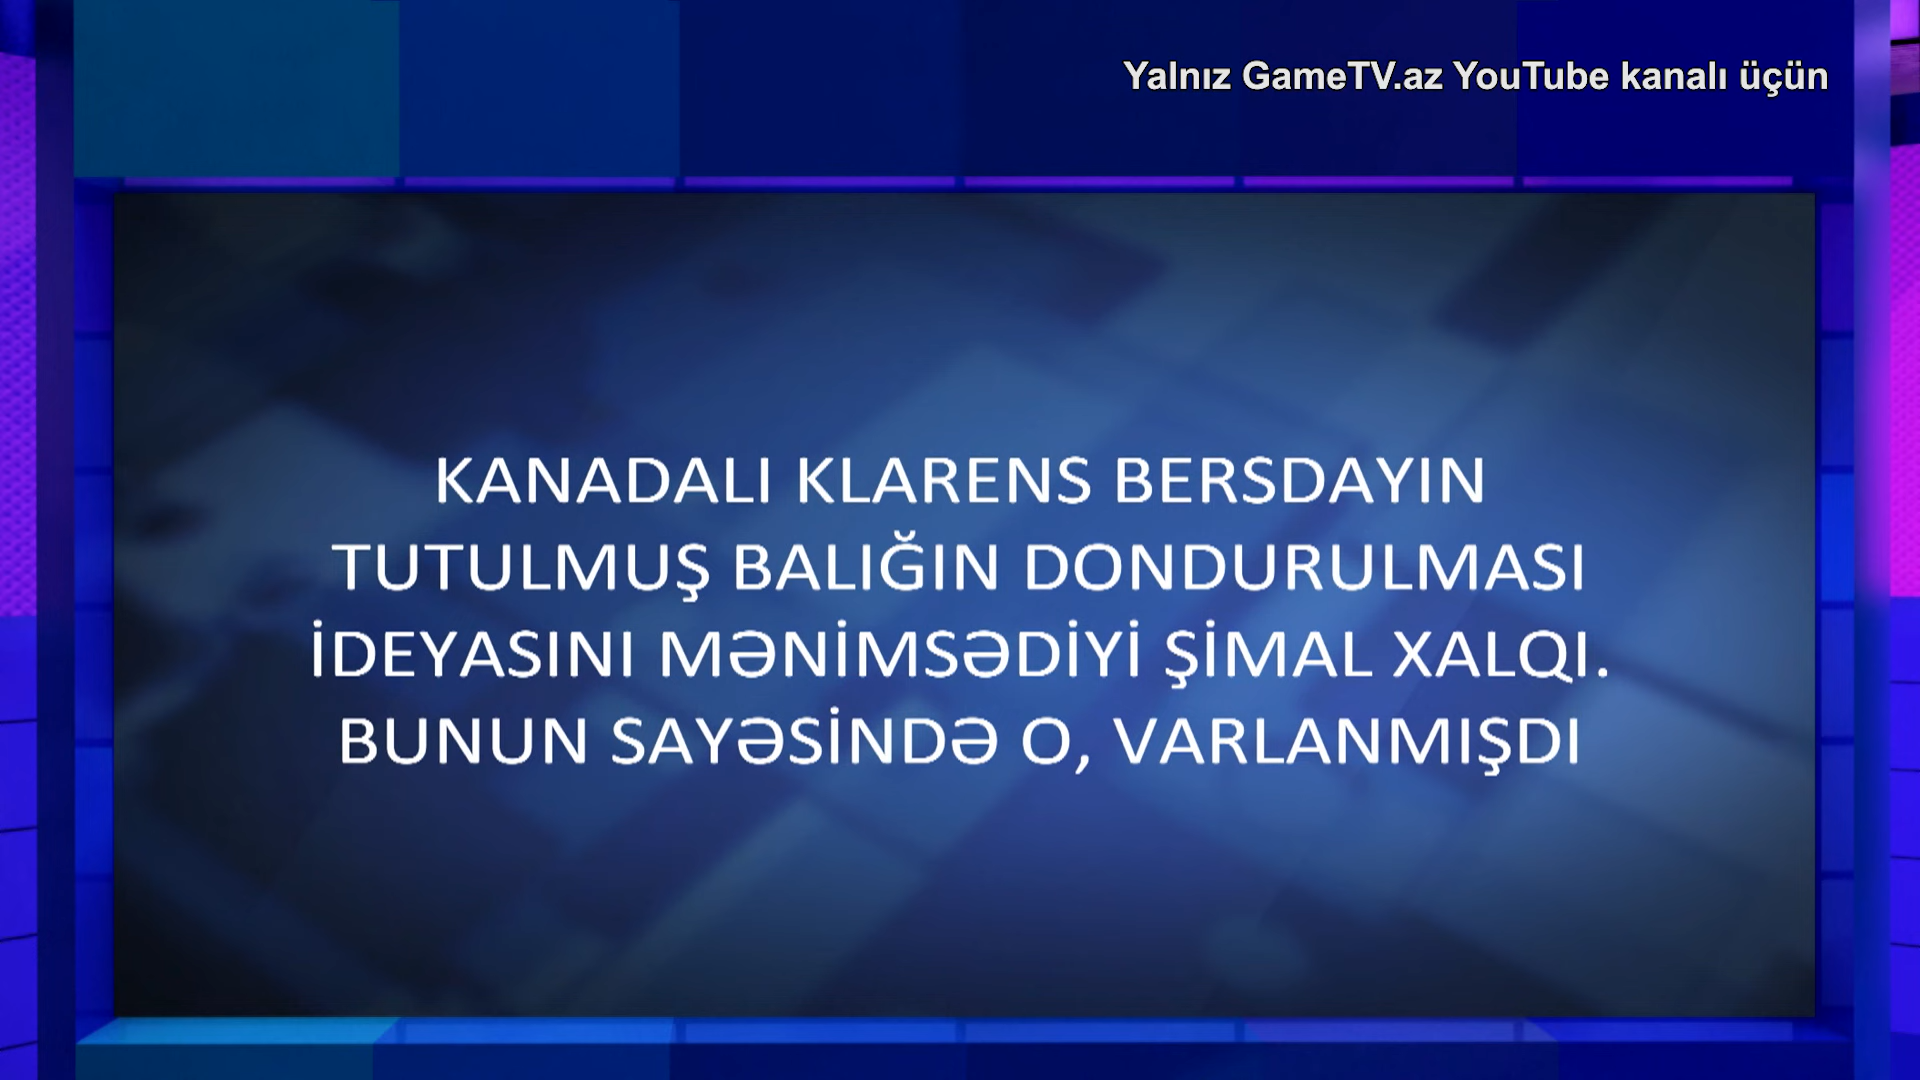 Yalnız GameTV.az YouTube kanalı üçün
KANADALI KLARENS BERSDAYIN
TUTULMUŞ BALIĞIN DONDURULMASI
İDEYASINI MƏNİMSƏDİYİ ŞİMAL XALQI.
BUNUN SAYƏSİNDƏ O, VARLANMIŞDI